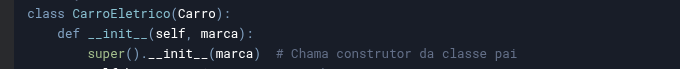 class CarroEletrico(Carro):
def __init__(self, marca):
super().__init__(marca)  # Chama construtor da classe pai